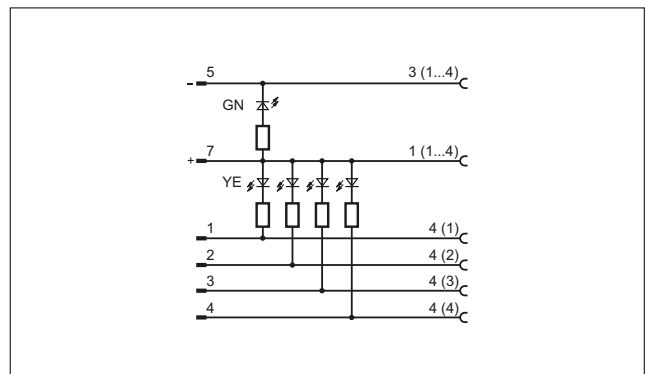 - 5 3 (1...4)
GN
+ 7 1 (1...4)
YE
1 4 (1)
2 4 (2)
3 4 (3)
4 4 (4)